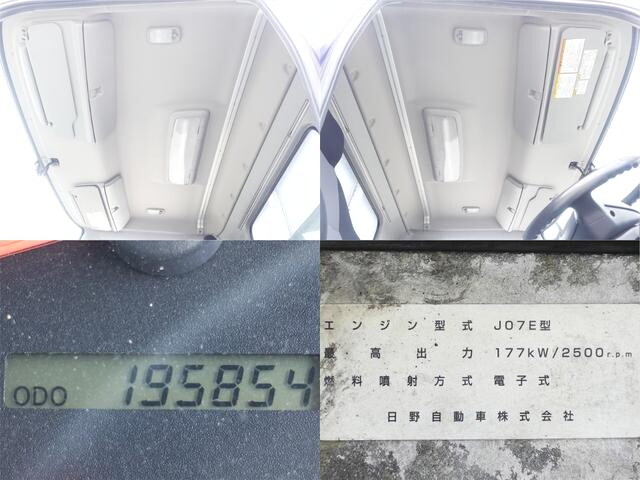 ODO 195854
エンジン型式 J07E型
最高出力 177kW/2500r.p.m
燃料噴射方式 電子式
日野自動車株式会社